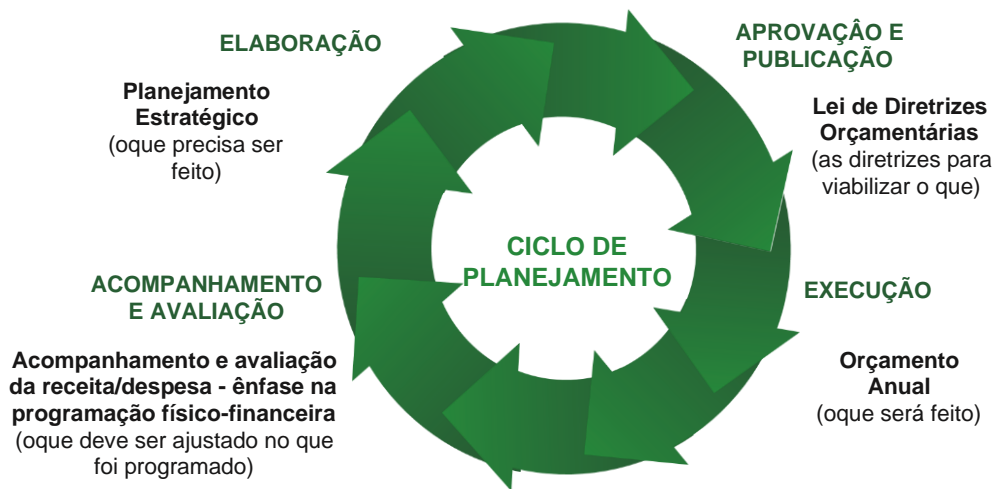 ELABORAÇÃO
Planejamento
Estratégico
(oque precisa ser
feito)
APROVAÇÂO E
PUBLICAÇÃO
Lei de Diretrizes
Orçamentárias
(as diretrizes para
viabilizar o que)
CICLO DE
PLANEJAMENTO
EXECUÇÃO
Orçamento
Anual
(oque será feito)
ACOMPANHAMENTO
E AVALIAÇÃO
Acompanhamento e avaliação
da receita/despesa - ênfase na
programação físico-financeira
(oque deve ser ajustado no que
foi programado)